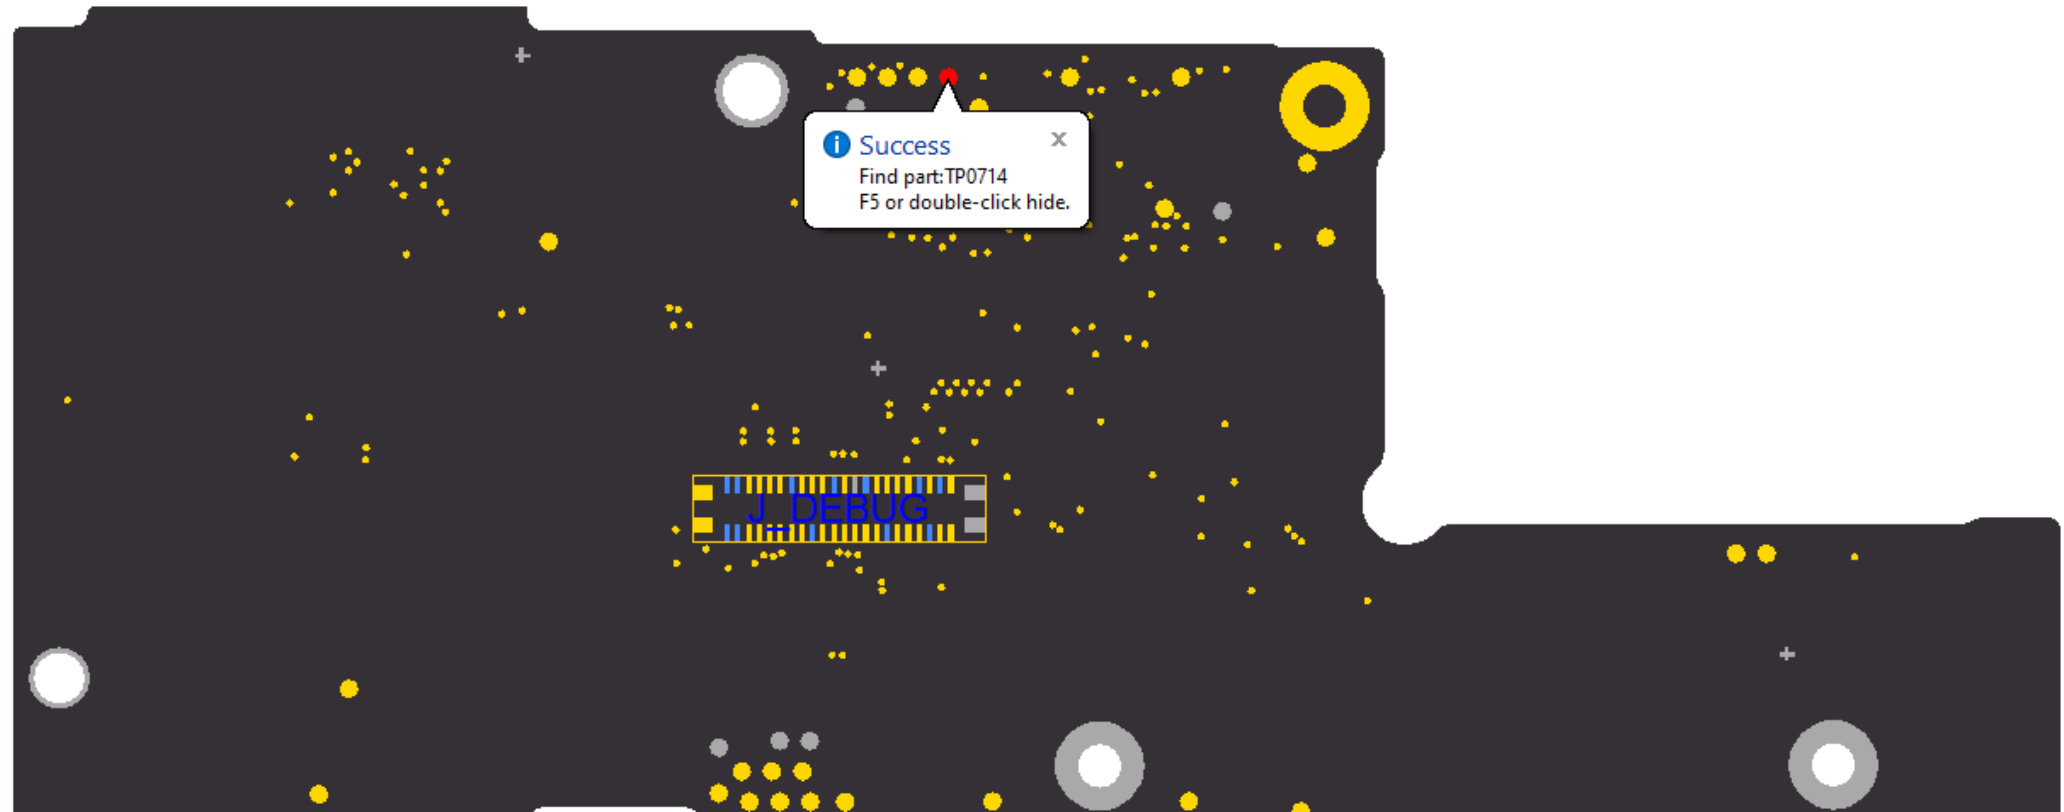 Success
x
Find part:TP0714
F5 or double-click hide.
J_DEBUG